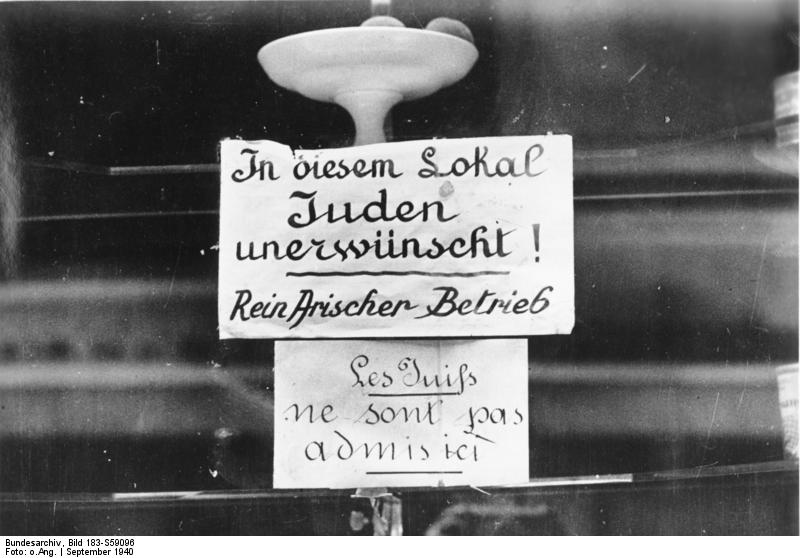 In diesem Lokal
Juden
unerwünscht!
Rein Arischer Betrieb
Les Juifs
ne sont pas
admis ici
Bundesarchiv, Bild 183-S59096
Foto: o.Ang. | September 1940